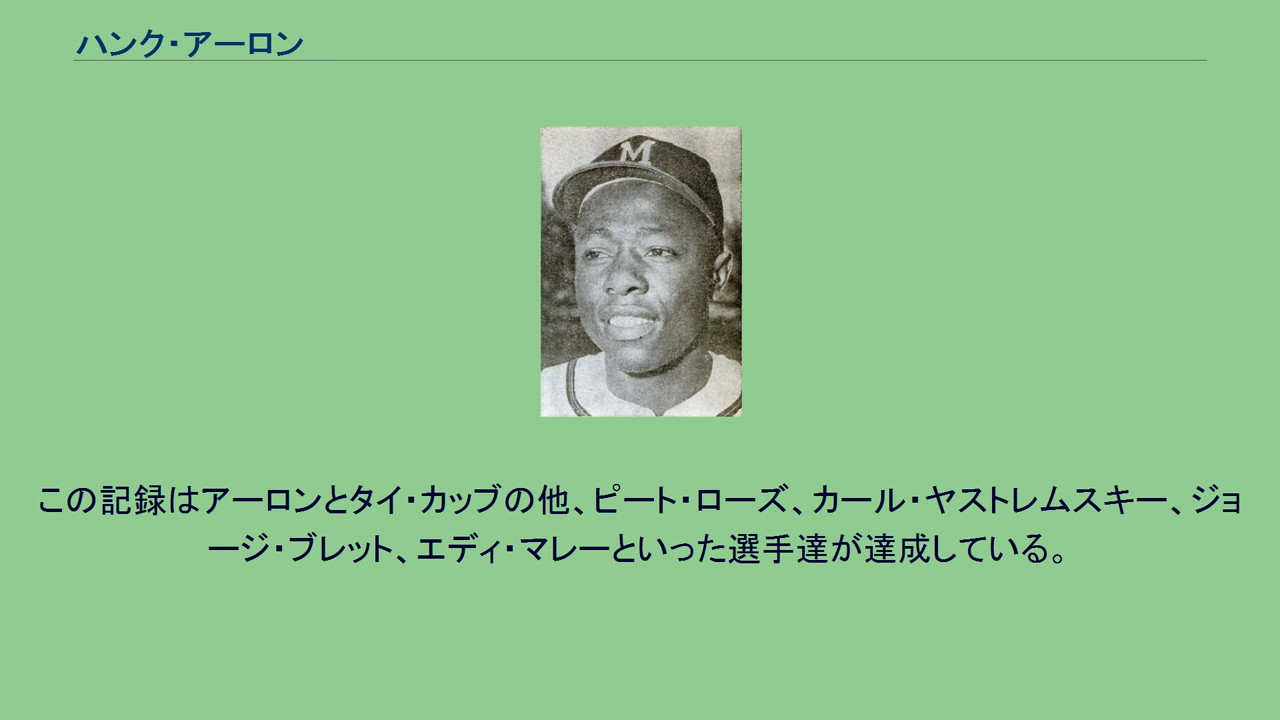 ハンク・アーロン
M
この記録はアーロンとタイ・カッブの他、ピート・ローズ、カール・ヤストレムスキー、ジョ
ージ・ブレット、エディ・マレーといった選手達が達成している。